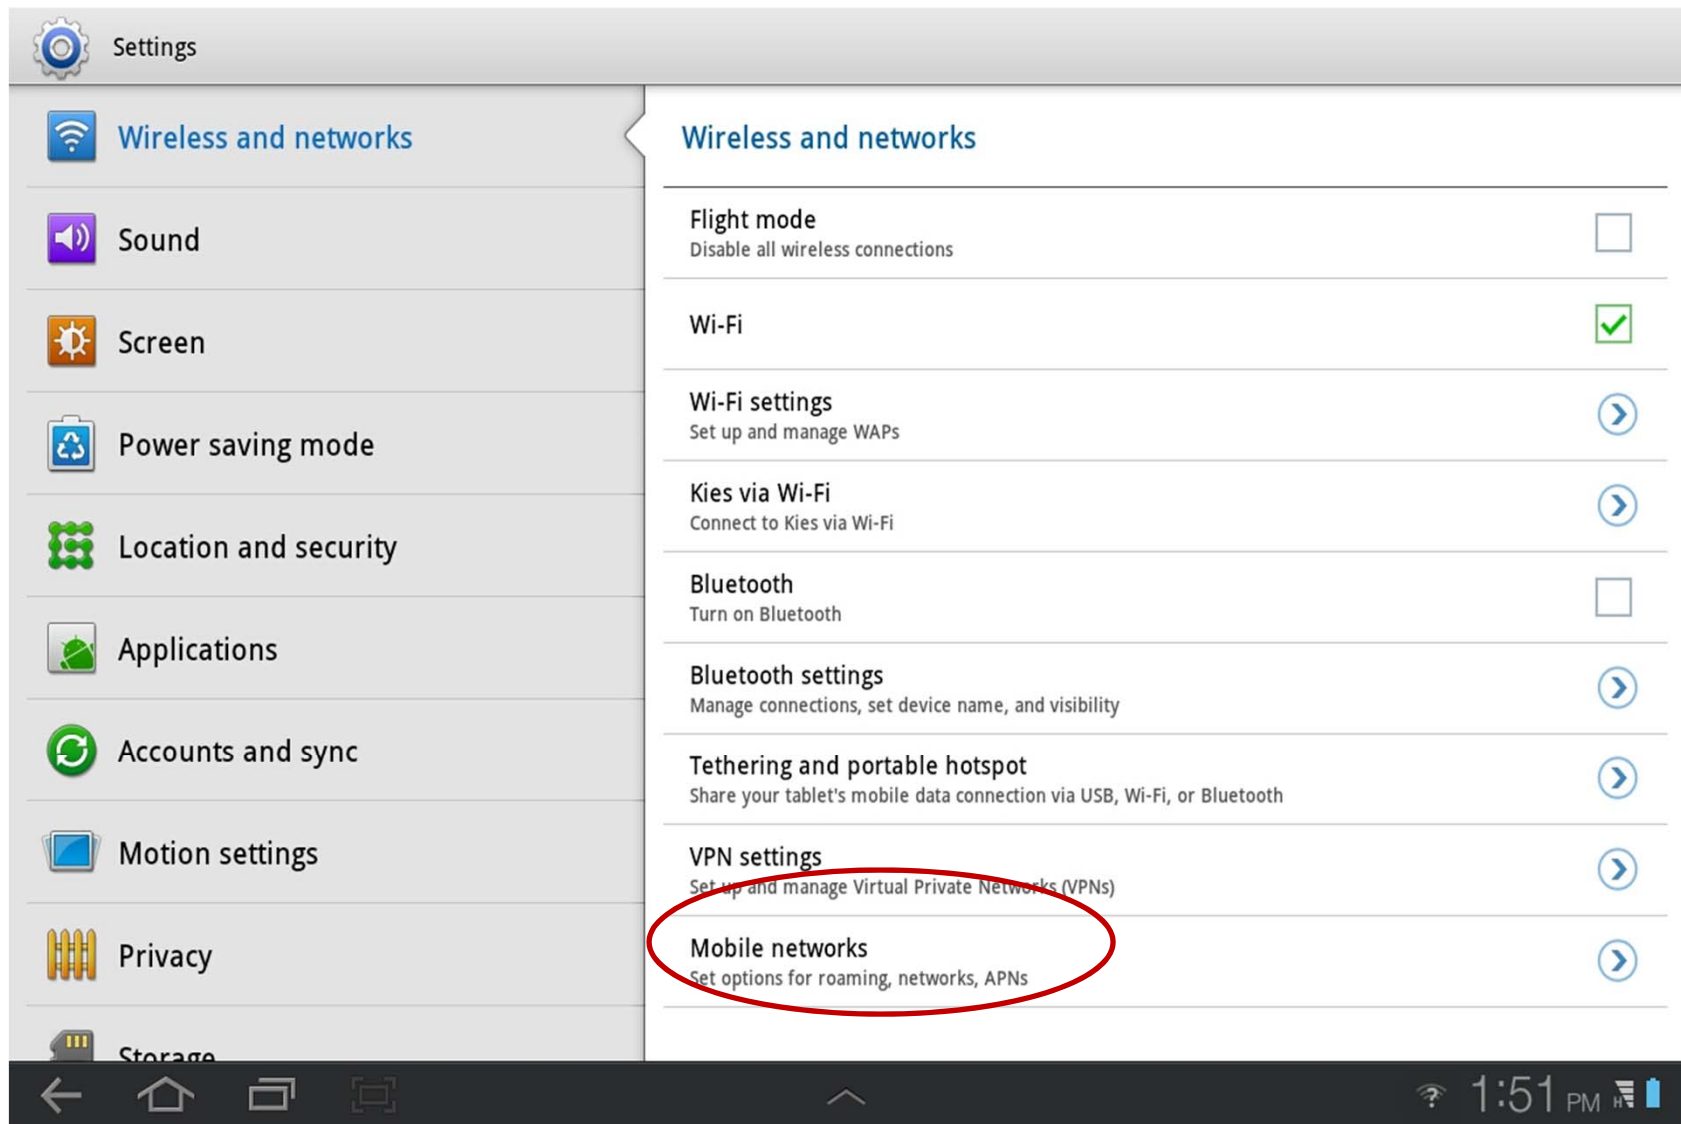 Settings
Wireless and networks
Sound
Screen
Power saving mode
Location and security
Applications
Accounts and sync
Motion settings
Privacy
Storage
Wireless and networks
Flight mode
Disable all wireless connections
Wi-Fi
Wi-Fi settings
Set up and manage WAPs
Kies via Wi-Fi
Connect to Kies via Wi-Fi
Bluetooth
Turn on Bluetooth
Bluetooth settings
Manage connections, set device name, and visibility
Tethering and portable hotspot
Share your tablet's mobile data connection via USB, Wi-Fi, or Bluetooth
VPN settings
Set up and manage Virtual Private Networks (VPNs)
Mobile networks
Set options for roaming, networks, APNs
1:51 PM H